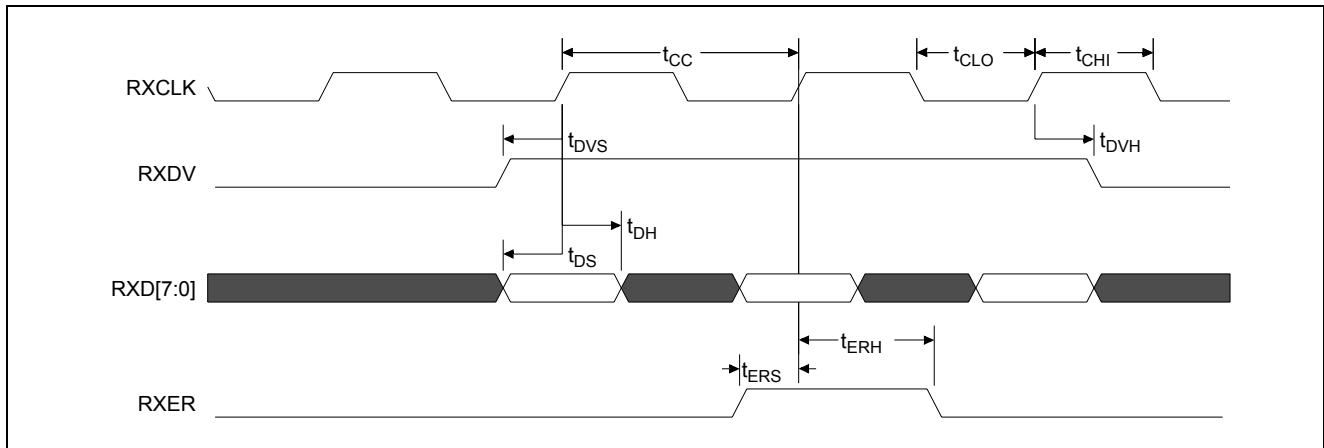 t_CC
t_CLO
t_CHI
RXCLK
t_DVS
t_DVH
RXDV
t_DH
t_DS
RXD[7:0]
t_ERH
t_ERS
RXER